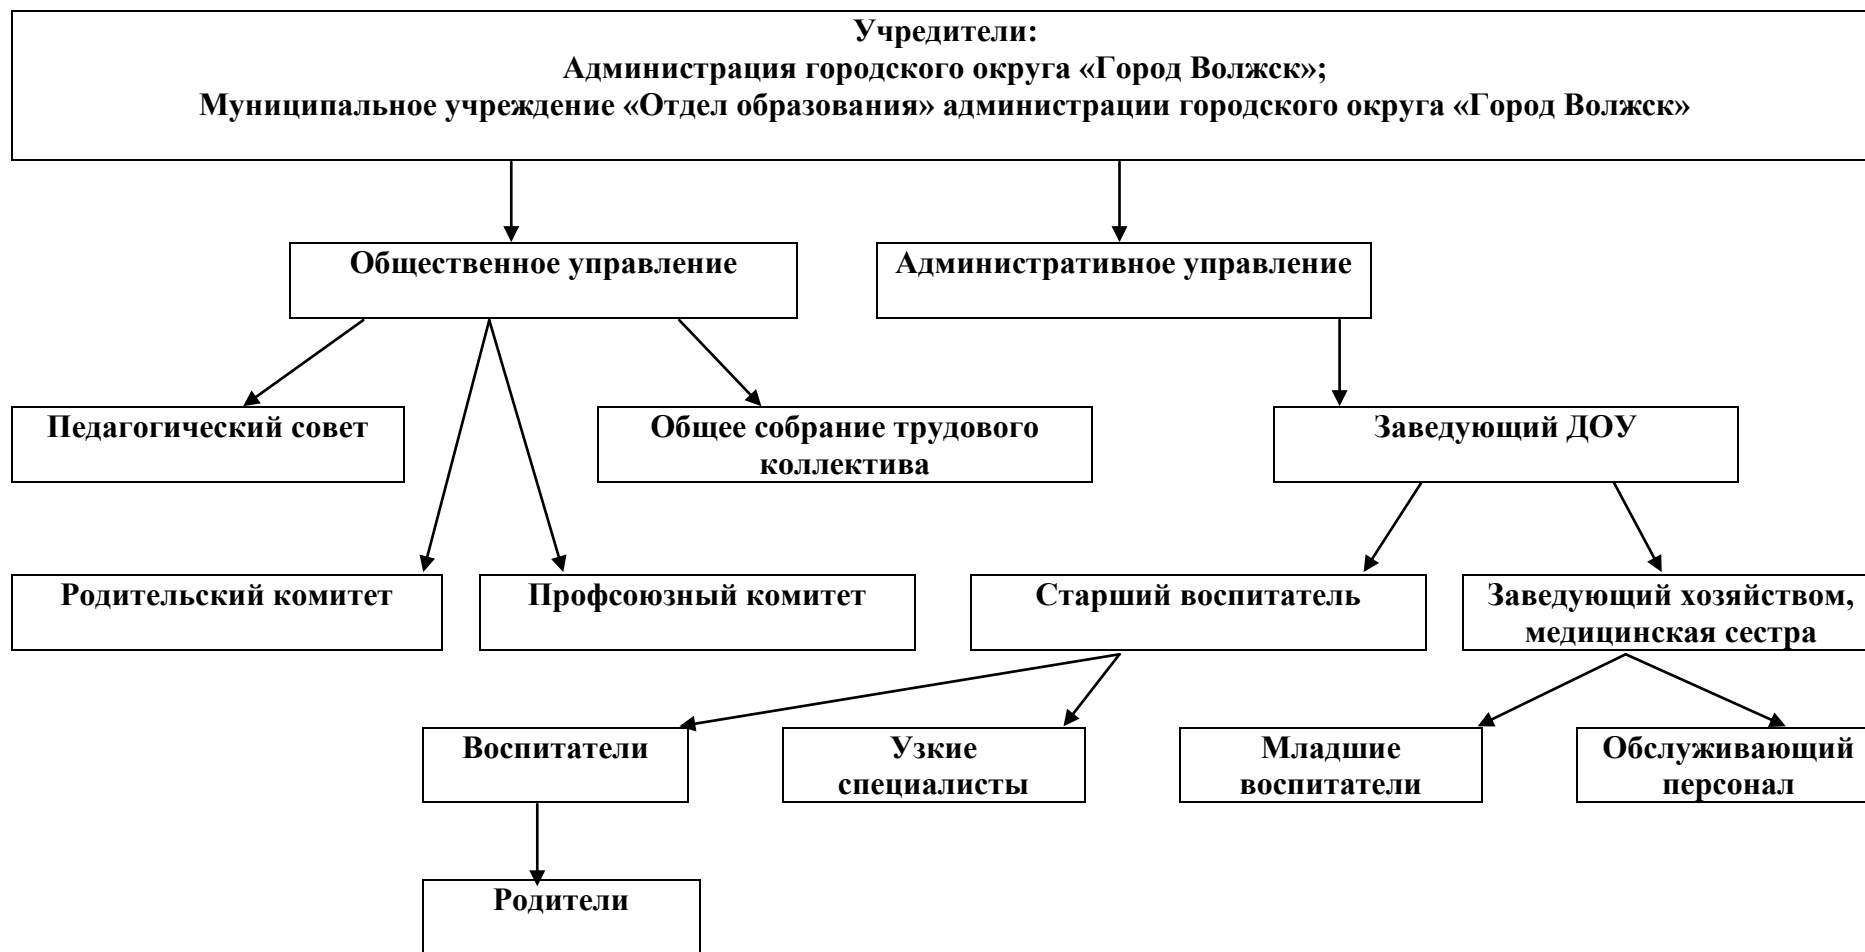 Учредители:
Администрация городского округа «Город Волжск»;
Муниципальное учреждение «Отдел образования» администрации городского округа «Город Волжск»
Общественное управление
Административное управление
Педагогический совет
Общее собрание трудового
коллектива
Заведующий ДОУ
Родительский комитет
Профсоюзный комитет
Старший воспитатель
Заведующий хозяйством,
медицинская сестра
Воспитатели
Узкие
специалисты
Младшие
воспитатели
Обслуживающий
персонал
Родители